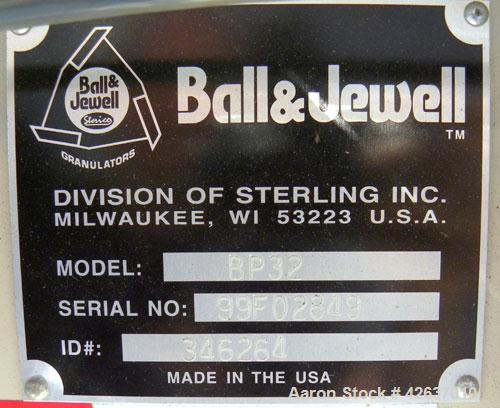 Ball&
Jewell
Sterlco
GRANULATORS
Ball&Jewell
TM
DIVISION OF STERLING INC.
MILWAUKEE, WI 53223 U.S.A.
MODEL: BP32
SERIAL NO: 99F02849
ID#: 346264
MADE IN THE USA
Aaron Stock #